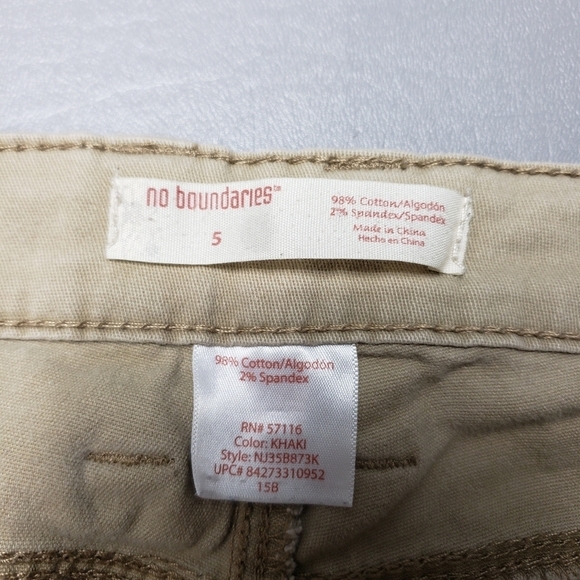 no boundaries™
5
98% Cotton/Algodón
2% Spandex/Spandex
Made in China
Hecho en China
98% Cotton/Algodón
2% Spandex
RN# 57116
Color: KHAKI
Style: NJ35B873K
UPC# 84273310952
15B